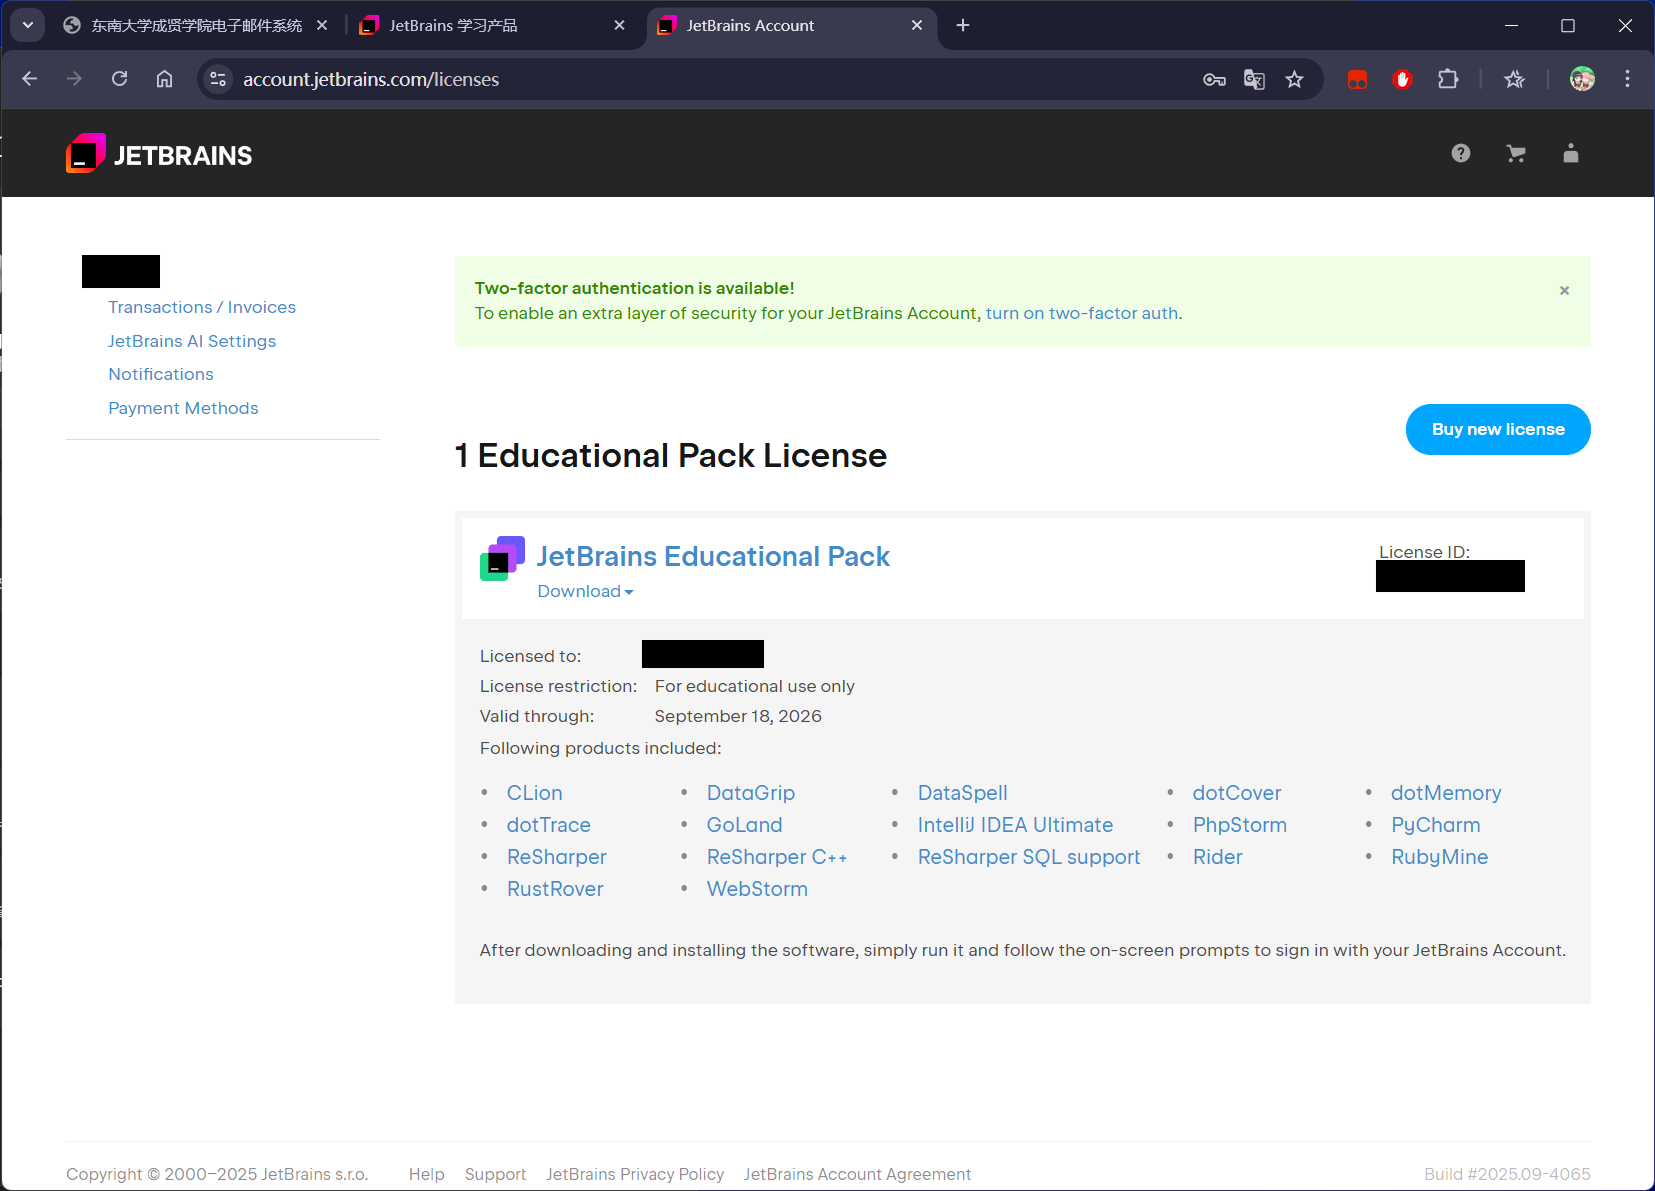 东南大学成贤学院电子邮件系统
JetBrains 学习产品
JetBrains Account
account.jetbrains.com/licenses
JETBRAINS
Transactions / Invoices
JetBrains AI Settings
Notifications
Payment Methods
Two-factor authentication is available!
To enable an extra layer of security for your JetBrains Account, turn on two-factor auth.
Buy new license
1 Educational Pack License
JetBrains Educational Pack
Download
License ID:
Licensed to:
License restriction: For educational use only
Valid through: September 18, 2026
Following products included:
• CLion • DataGrip • DataSpell • dotCover • dotMemory
• dotTrace • GoLand • IntelliJ IDEA Ultimate • PhpStorm • PyCharm
• ReSharper • ReSharper C++ • ReSharper SQL support • Rider • RubyMine
• RustRover • WebStorm
After downloading and installing the software, simply run it and follow the on-screen prompts to sign in with your JetBrains Account.
Copyright © 2000–2025 JetBrains s.r.o. Help Support JetBrains Privacy Policy JetBrains Account Agreement Build #2025.09-4065